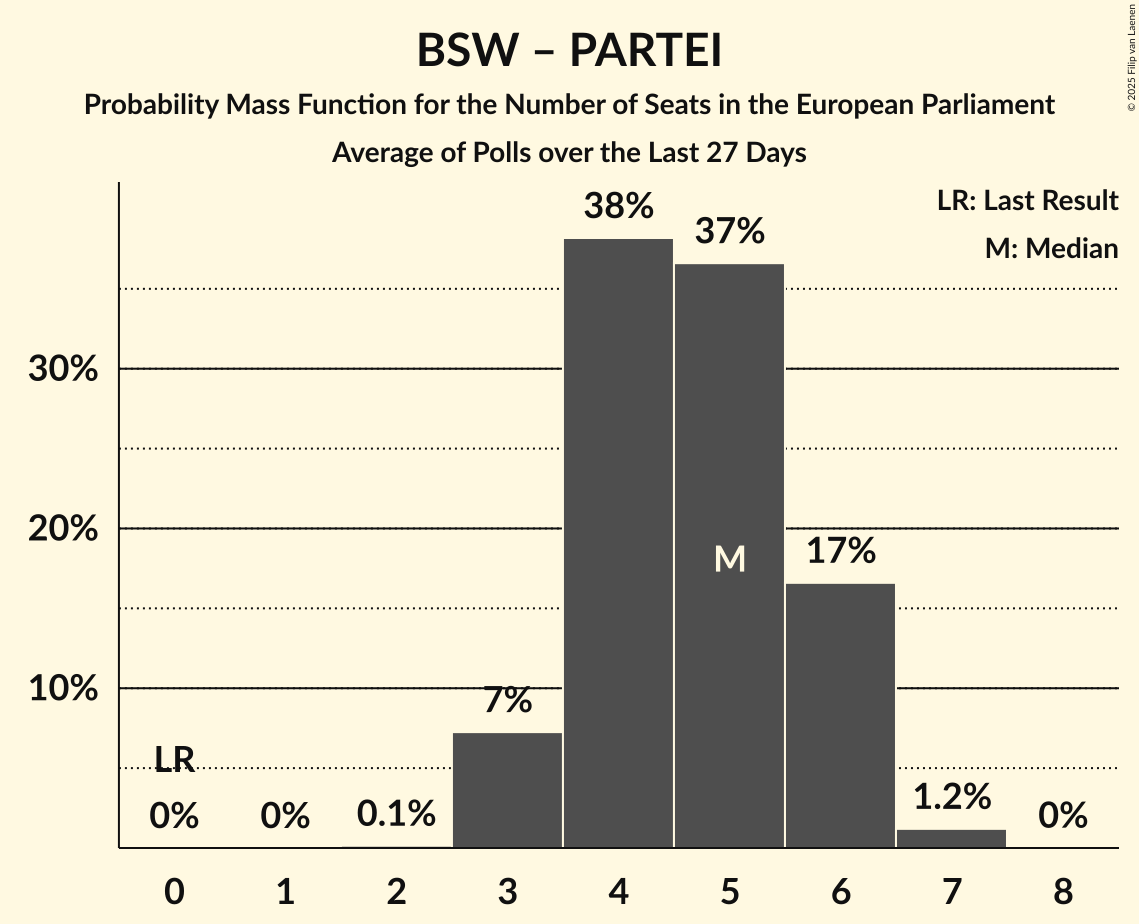 BSW – PARTEI
Probability Mass Function for the Number of Seats in the European Parliament
Average of Polls over the Last 27 Days
© 2025 Filip van Laenen
LR: Last Result
M: Median
38%
37%
30%
20%
17%
M
10%
7%
LR
0%
0%
0.1%
1.2%
0%
0 1 2 3 4 5 6 7 8